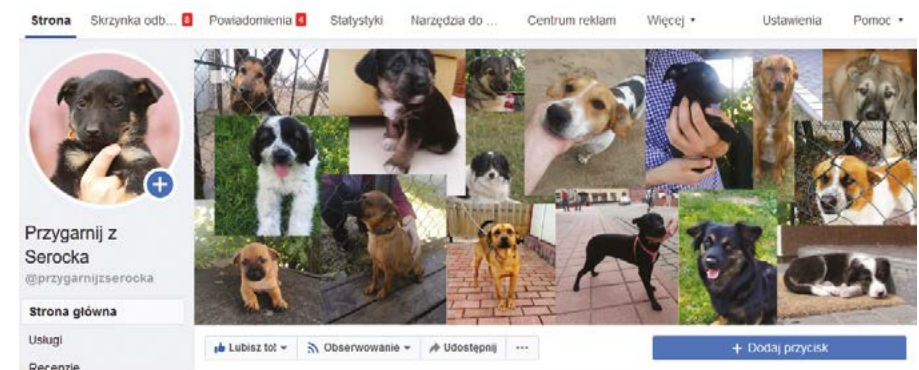 Strona Skrzynka odb... 8 Powiadomienia 4 Statystyki Narzędzia do ... Centrum reklam Więcej Ustawienia Pomoc
Przygarnij z
Serocka
@przygarnijzserocka
Strona główna
Usługi
Recenzje
Lubisz to! Obserwowanie Udostępnij ...
+ Dodaj przycisk